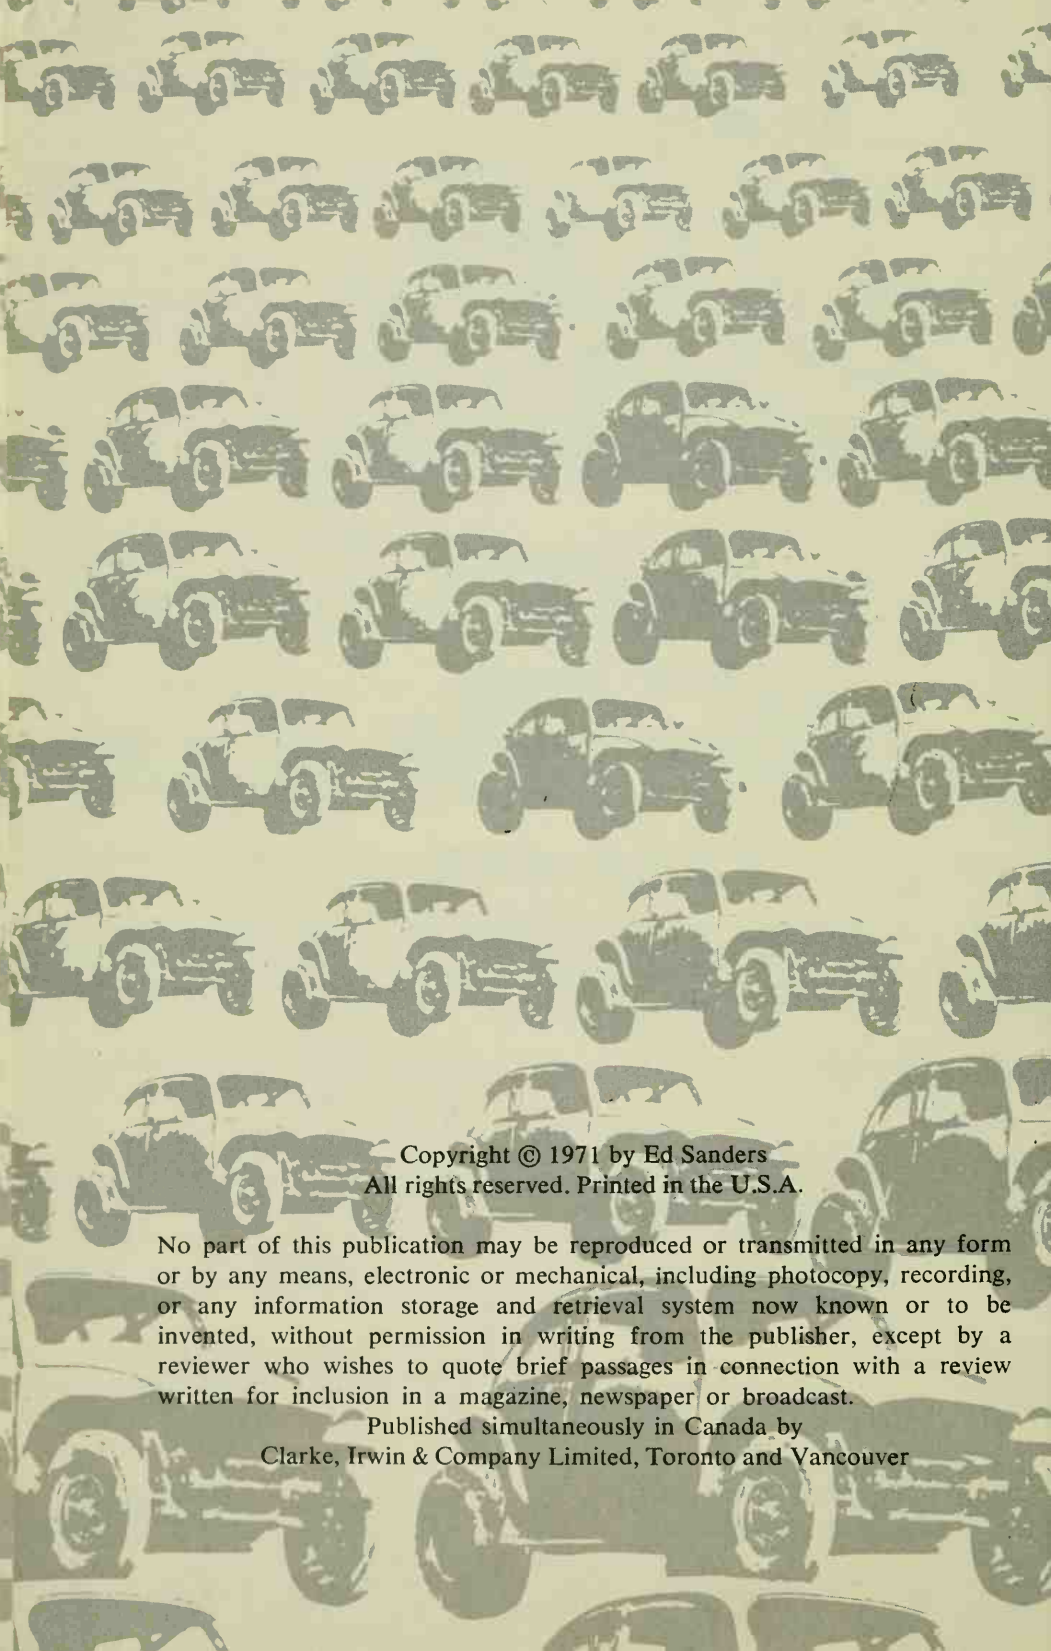 Copyright © 1971 by Ed Sanders
All rights reserved. Printed in the U.S.A.
No part of this publication may be reproduced or transmitted in any form
or by any means, electronic or mechanical, including photocopy, recording,
or any information storage and retrieval system now known or to be
invented, without permission in writing from the publisher, except by a
reviewer who wishes to quote brief passages in connection with a review
written for inclusion in a magazine, newspaper or broadcast.
Published simultaneously in Canada by
Clarke, Irwin & Company Limited, Toronto and Vancouver